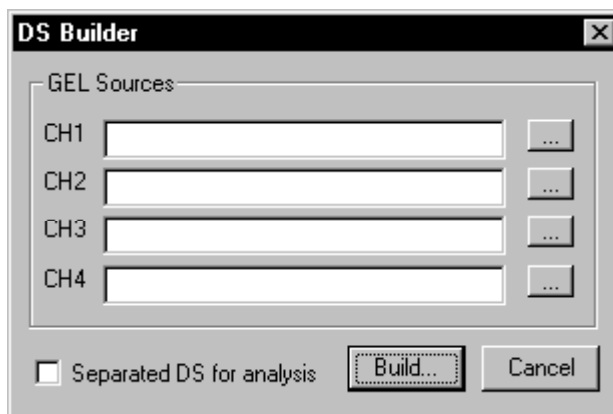 DS Builder
GEL Sources
CH1 ...
CH2 ...
CH3 ...
CH4 ...
Separated DS for analysis Build... Cancel